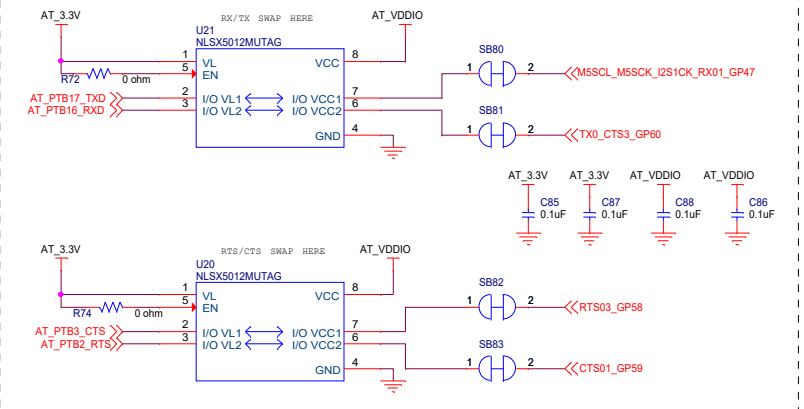 AT_3.3V
RX/TX SWAP HERE
AT_VDDIO
U21
NLSX5012MUTAG
1
VL
VCC
8
5
EN
R72
0 ohm
AT_PTB17_TXD
2
I/O VL1
I/O VCC1
7
AT_PTB16_RXD
3
I/O VL2
I/O VCC2
6
GND
4
SB80
1
2
M5SCL_M5SCK_I2S1CK_RX01_GP47
SB81
1
2
TX0_CTS3_GP60
AT_3.3V
AT_3.3V
AT_VDDIO
AT_VDDIO
C85
0.1uF
C87
0.1uF
C88
0.1uF
C86
0.1uF
AT_3.3V
RTS/CTS SWAP HERE
AT_VDDIO
U20
NLSX5012MUTAG
1
VL
VCC
8
5
EN
R74
0 ohm
AT_PTB3_CTS
2
I/O VL1
I/O VCC1
7
AT_PTB2_RTS
3
I/O VL2
I/O VCC2
6
GND
4
SB82
1
2
RTS03_GP58
SB83
1
2
CTS01_GP59